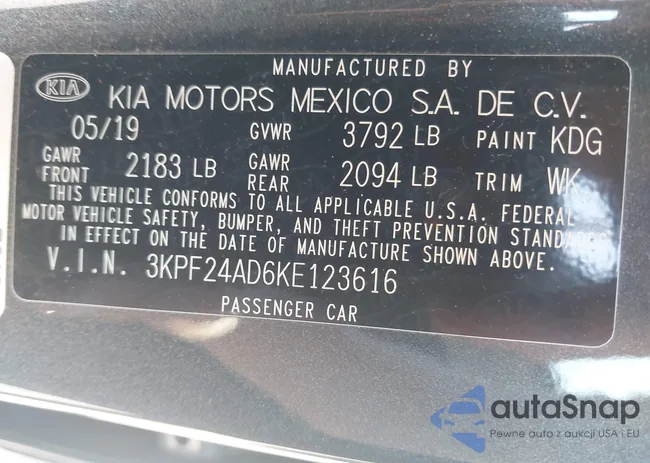 MANUFACTURED BY
KIA KIA MOTORS MEXICO S.A. DE C.V.
05/19 GVWR 3792 LB PAINT KDG
GAWR FRONT 2183 LB GAWR REAR 2094 LB TRIM WK
THIS VEHICLE CONFORMS TO ALL APPLICABLE U.S.A. FEDERAL
MOTOR VEHICLE SAFETY, BUMPER, AND THEFT PREVENTION STANDARDS
IN EFFECT ON THE DATE OF MANUFACTURE SHOWN ABOVE.
V.I.N. 3KPF24AD6KE123616
PASSENGER CAR
autaSnap
Pewne auto z aukcji USA i EU